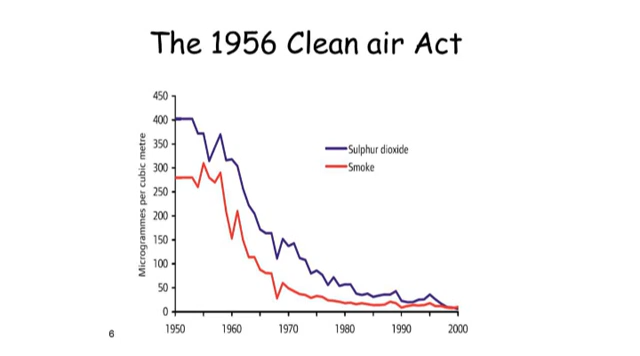 The 1956 Clean air Act
Microgrammes per cubic metre
450
400
350
300
250
200
150
100
50
0
Sulphur dioxide
Smoke
1950 1960 1970 1980 1990 2000
6